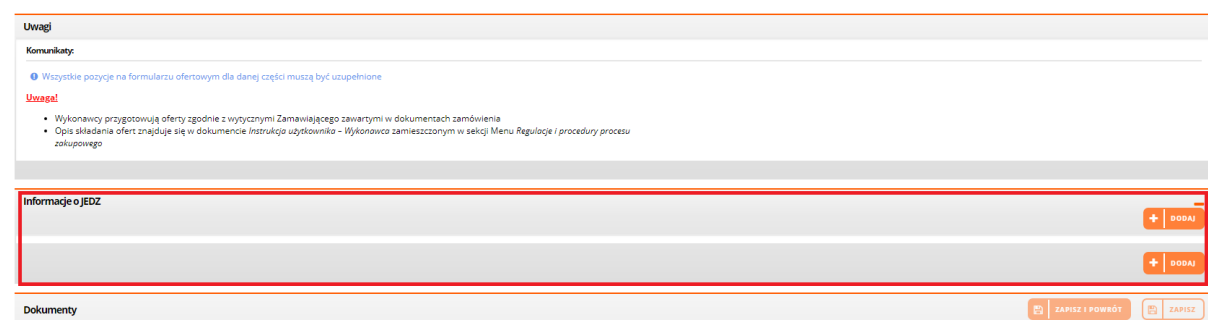 Uwagi
Komunikaty:
Wszystkie pozycje na formularzu ofertowym dla danej części muszą być uzupełnione
Uwaga!
• Wykonawcy przygotowują oferty zgodnie z wytycznymi Zamawiającego zawartymi w dokumentach zamówienia
• Opis składania ofert znajduje się w dokumencie Instrukcja użytkownika – Wykonawca zamieszczonym w sekcji Menu Regulacje i procedury procesu
zakupowego
Informacje o JEDZ
DODAJ
DODAJ
Dokumenty
ZAPISZ I POWRÓT
ZAPISZ